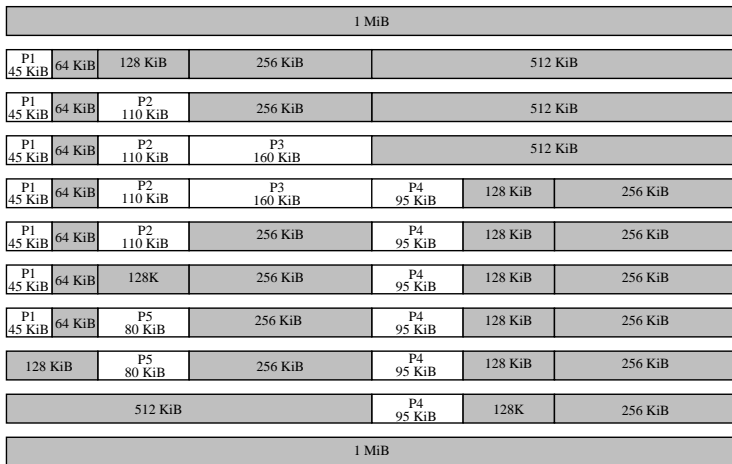 1 MiB
P1 45 KiB 64 KiB 128 KiB 256 KiB 512 KiB
P1 45 KiB 64 KiB P2 110 KiB 256 KiB 512 KiB
P1 45 KiB 64 KiB P2 110 KiB P3 160 KiB 512 KiB
P1 45 KiB 64 KiB P2 110 KiB P3 160 KiB P4 95 KiB 128 KiB 256 KiB
P1 45 KiB 64 KiB P2 110 KiB 256 KiB P4 95 KiB 128 KiB 256 KiB
P1 45 KiB 64 KiB 128K 256 KiB P4 95 KiB 128 KiB 256 KiB
P1 45 KiB 64 KiB P5 80 KiB 256 KiB P4 95 KiB 128 KiB 256 KiB
128 KiB P5 80 KiB 256 KiB P4 95 KiB 128 KiB 256 KiB
512 KiB P4 95 KiB 128K 256 KiB
1 MiB